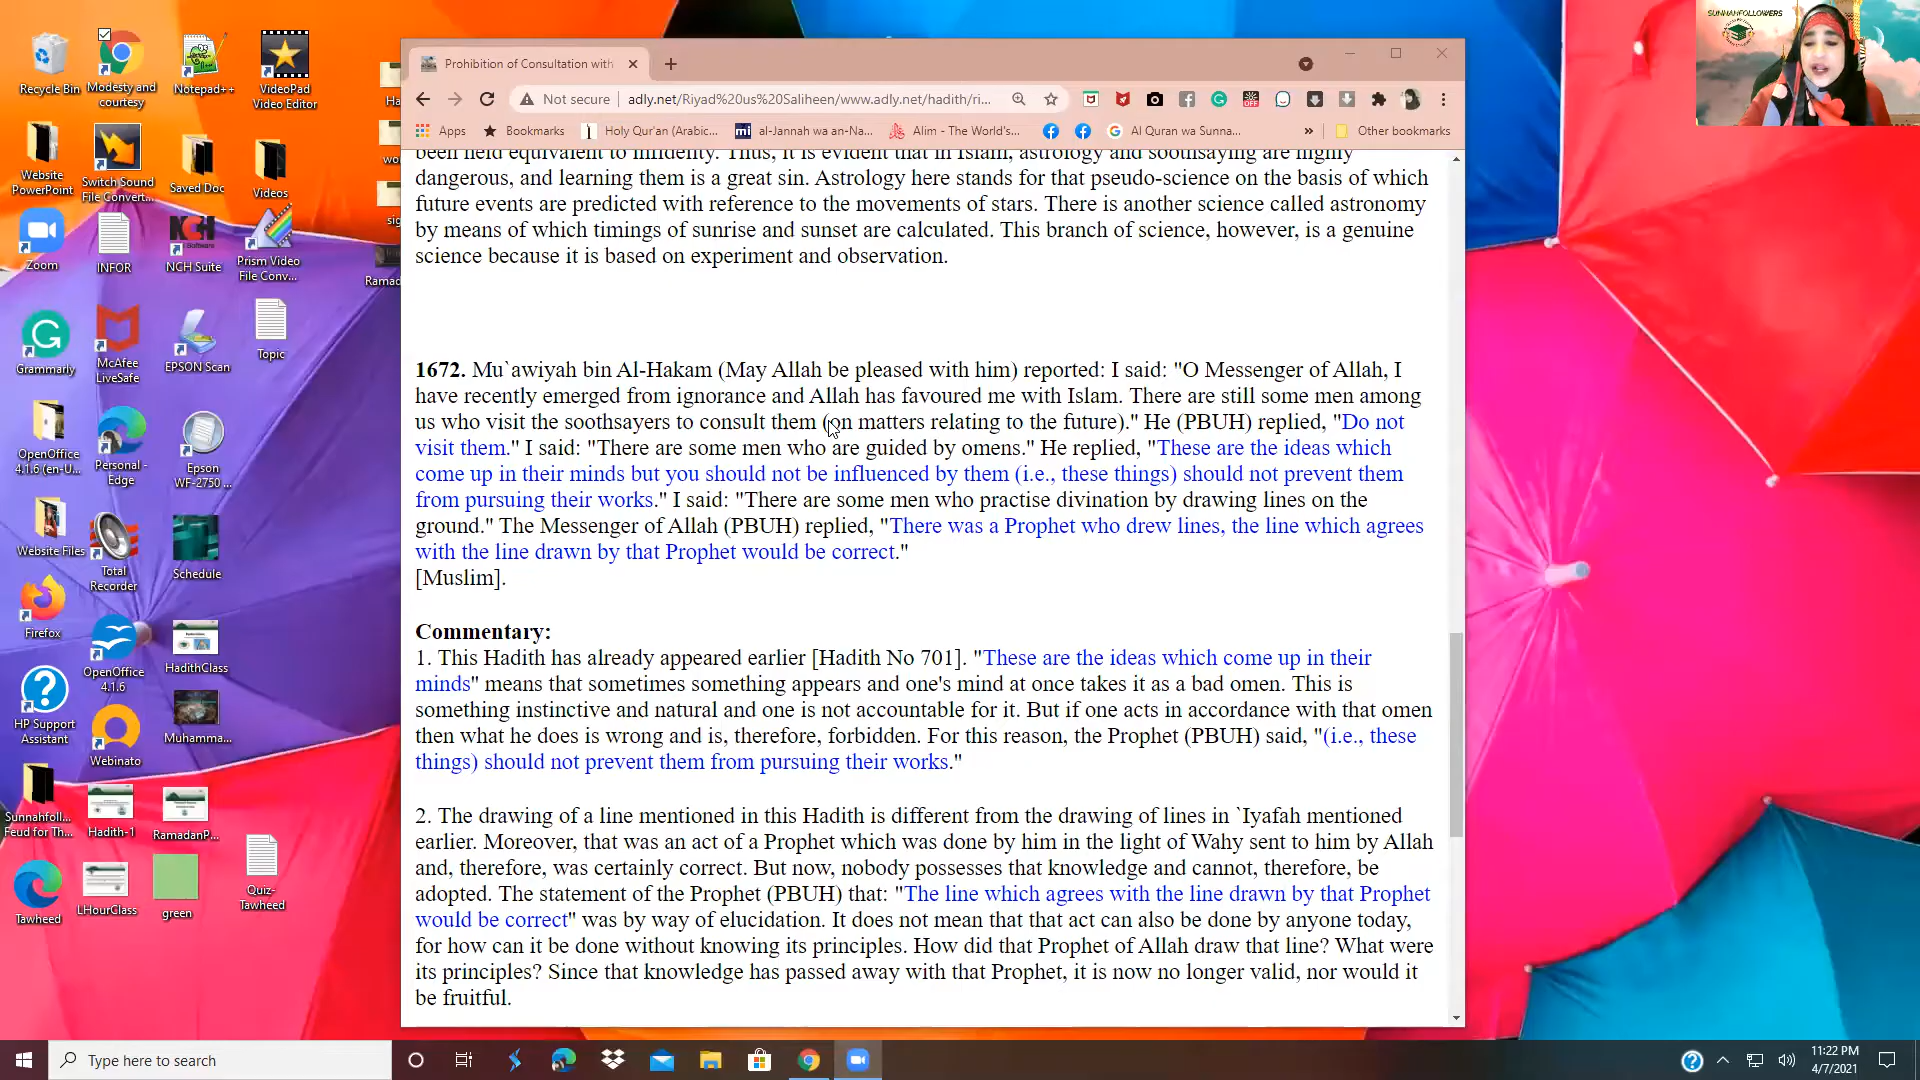 Recycle Bin
Modesty and
courtesy
Notepad++
VideoPad
Video Editor
Website
PowerPoint
Switch Sound
File Convert...
Saved Doc
Videos
Zoom
INFOR
NCH Suite
Prism Video
File Conv...
Ramad
Grammarly
McAfee
LiveSafe
EPSON Scan
Topic
OpenOffice
4.1.6 (en-U...
Personal -
Edge
Epson
WF-2750 ...
Website Files
Total
Recorder
Schedule
Firefox
OpenOffice
4.1.6
HadithClass
HP Support
Assistant
Webinato
Muhamma...
Sunnahfoll...
Feud for Th...
Hadith-1
RamadanP...
Tawheed
LHourClass
green
Quiz-
Tawheed
Prohibition of Consultation with
Not secure
adly.net/Riyad%20us%20Saliheen/www.adly.net/hadith/ri...
Apps
Bookmarks
Holy Qur'an (Arabic...
al-Jannah wa an-Na...
Alim - The World's...
Al Quran wa Sunna...
Other bookmarks
been held equivalent to infidelity. Thus, it is evident that in Islam, astrology and soothsaying are highly
dangerous, and learning them is a great sin. Astrology here stands for that pseudo-science on the basis of which
future events are predicted with reference to the movements of stars. There is another science called astronomy
by means of which timings of sunrise and sunset are calculated. This branch of science, however, is a genuine
science because it is based on experiment and observation.
1672. Mu`awiyah bin Al-Hakam (May Allah be pleased with him) reported: I said: "O Messenger of Allah, I
have recently emerged from ignorance and Allah has favoured me with Islam. There are still some men among
us who visit the soothsayers to consult them (on matters relating to the future)." He (PBUH) replied, "Do not
visit them." I said: "There are some men who are guided by omens." He replied, "These are the ideas which
come up in their minds but you should not be influenced by them (i.e., these things) should not prevent them
from pursuing their works." I said: "There are some men who practise divination by drawing lines on the
ground." The Messenger of Allah (PBUH) replied, "There was a Prophet who drew lines, the line which agrees
with the line drawn by that Prophet would be correct."
[Muslim].
Commentary:
1. This Hadith has already appeared earlier [Hadith No 701]. "These are the ideas which come up in their
minds" means that sometimes something appears and one's mind at once takes it as a bad omen. This is
something instinctive and natural and one is not accountable for it. But if one acts in accordance with that omen
then what he does is wrong and is, therefore, forbidden. For this reason, the Prophet (PBUH) said, "(i.e., these
things) should not prevent them from pursuing their works."
2. The drawing of a line mentioned in this Hadith is different from the drawing of lines in `Iyafah mentioned
earlier. Moreover, that was an act of a Prophet which was done by him in the light of Wahy sent to him by Allah
and, therefore, was certainly correct. But now, nobody possesses that knowledge and cannot, therefore, be
adopted. The statement of the Prophet (PBUH) that: "The line which agrees with the line drawn by that Prophet
would be correct" was by way of elucidation. It does not mean that that act can also be done by anyone today,
for how can it be done without knowing its principles. How did that Prophet of Allah draw that line? What were
its principles? Since that knowledge has passed away with that Prophet, it is now no longer valid, nor would it
be fruitful.
SUNNAHFOLLOWERS
Type here to search
11:22 PM
4/7/2021